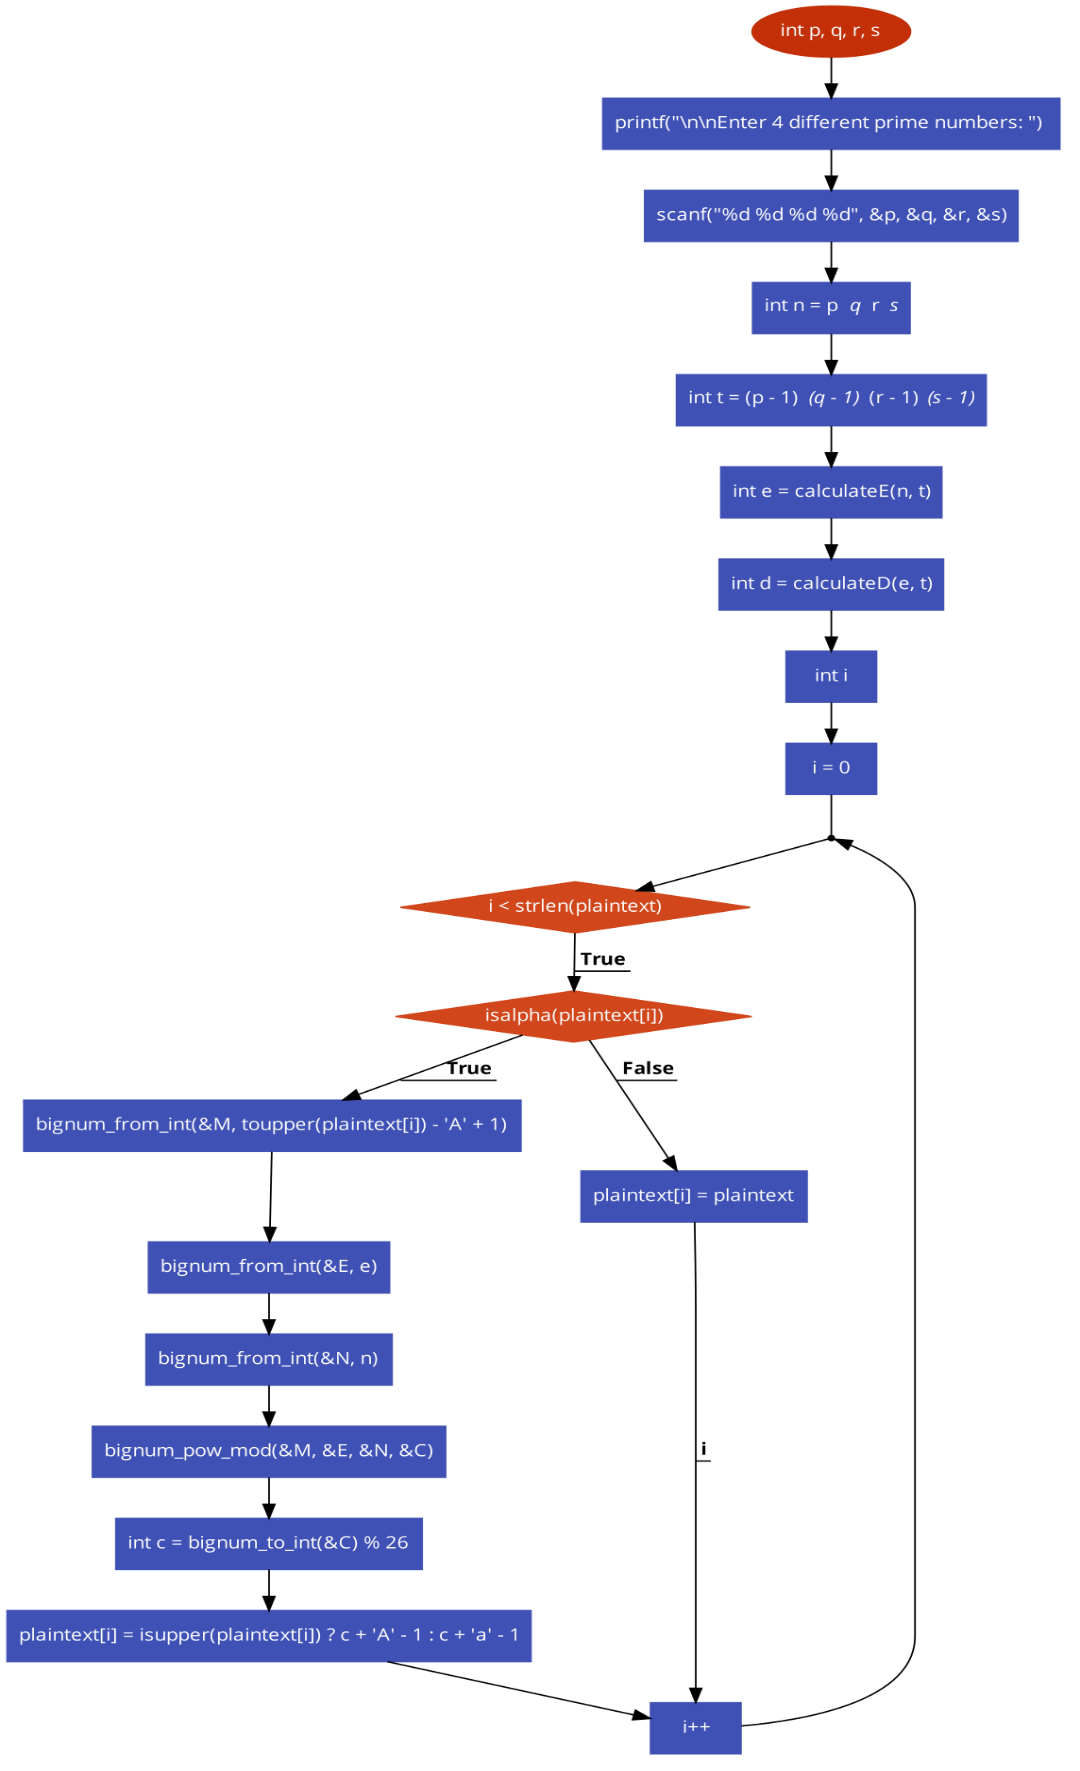 int p, q, r, s
printf("\n\nEnter 4 different prime numbers: ")
scanf("%d %d %d %d", &p, &q, &r, &s)
int n = p q r s
int t = (p - 1) (q - 1) (r - 1) (s - 1)
int e = calculateE(n, t)
int d = calculateD(e, t)
int i
i = 0
i < strlen(plaintext)
True
isalpha(plaintext[i])
True
False
bignum_from_int(&M, toupper(plaintext[i]) - 'A' + 1)
plaintext[i] = plaintext
bignum_from_int(&E, e)
bignum_from_int(&N, n)
i
bignum_pow_mod(&M, &E, &N, &C)
int c = bignum_to_int(&C) % 26
plaintext[i] = isupper(plaintext[i]) ? c + 'A' - 1 : c + 'a' - 1
i++